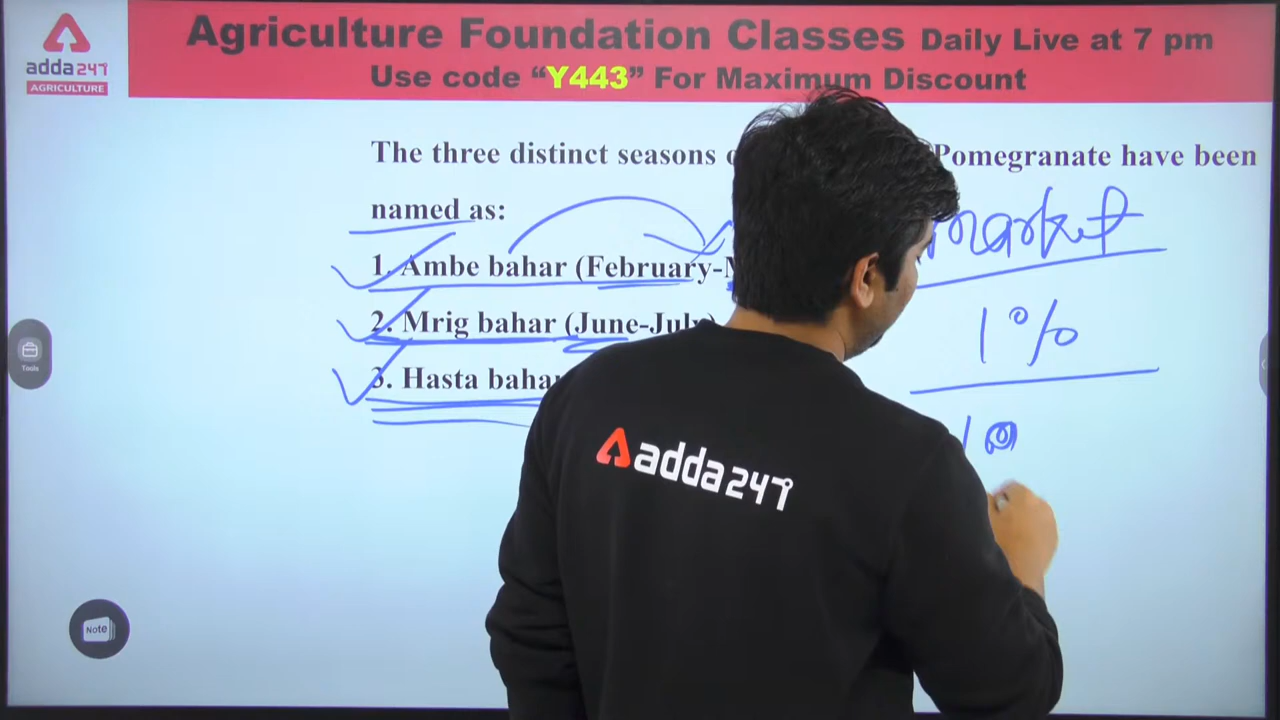 Agriculture Foundation Classes Daily Live at 7 pm
Use code “Y443” For Maximum Discount
adda247
AGRICULTURE
The three distinct seasons Pomegranate have been
named as:
market
1. Ambe bahar (February-
1%
2. Mrig bahar (June-July)
3. Hasta bahar
Tools
adda247
Note